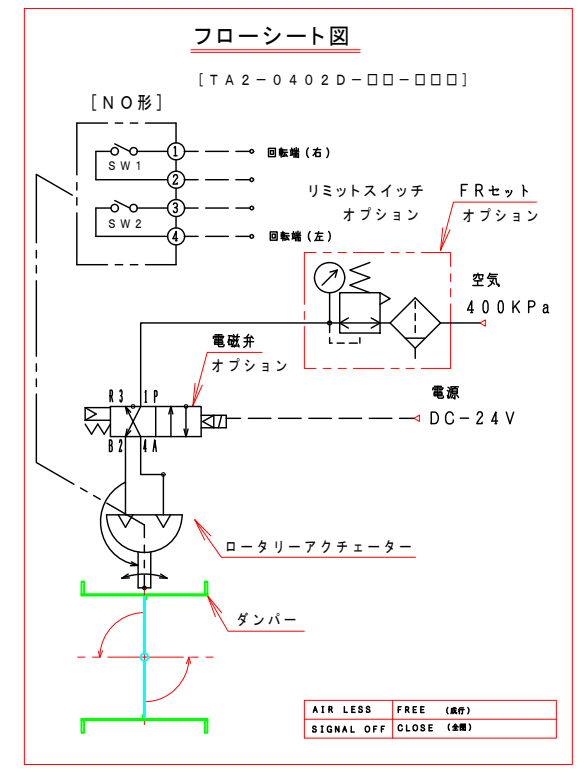 フローシート図
[TA2-0402D-□□-□□□]
[NO形]
1
SW1
2
3
SW2
4
回転端(右)
回転端(左)
リミットスイッチ
オプション
FRセット
オプション
空気
400KPa
電磁弁
オプション
R3 1P
B2 4A
電源
DC-24V
ロータリーアクチェーター
ダンパー
AIR LESS FREE (成行)
SIGNAL OFF CLOSE (全閉)